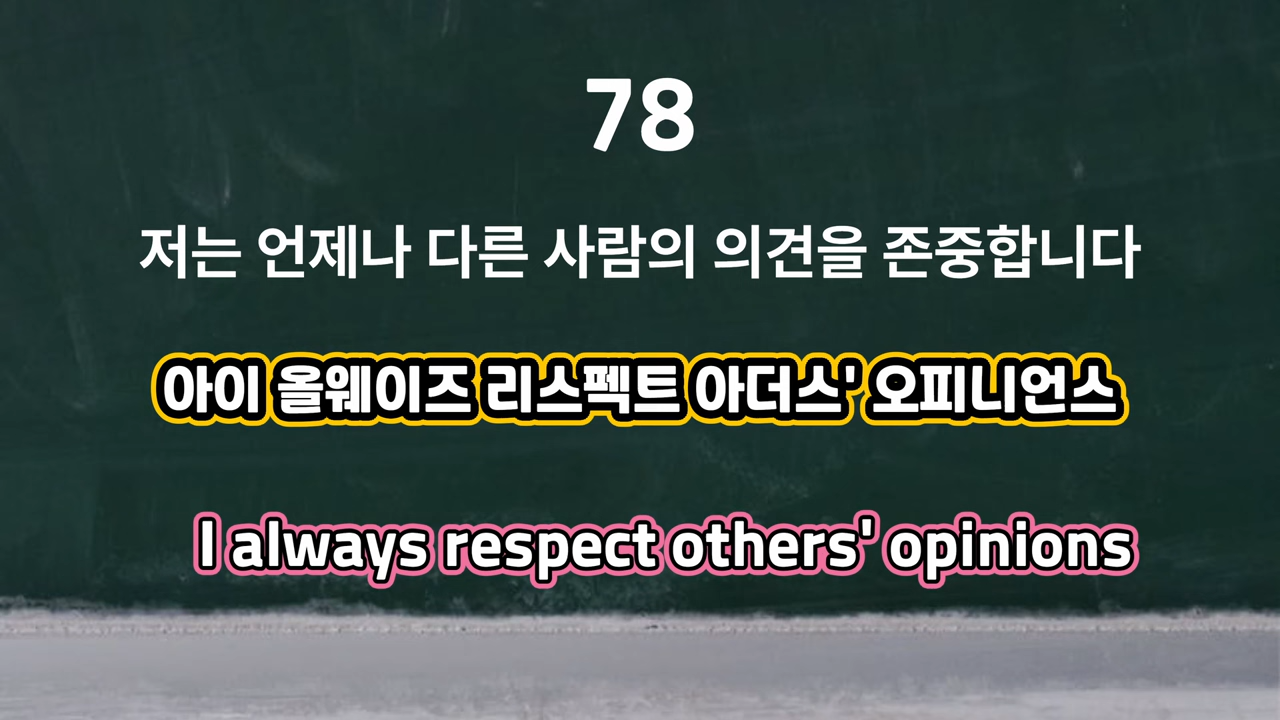 78
저는 언제나 다른 사람의 의견을 존중합니다
아이 올웨이즈 리스펙트 아더스' 오피니언스
I always respect others' opinions